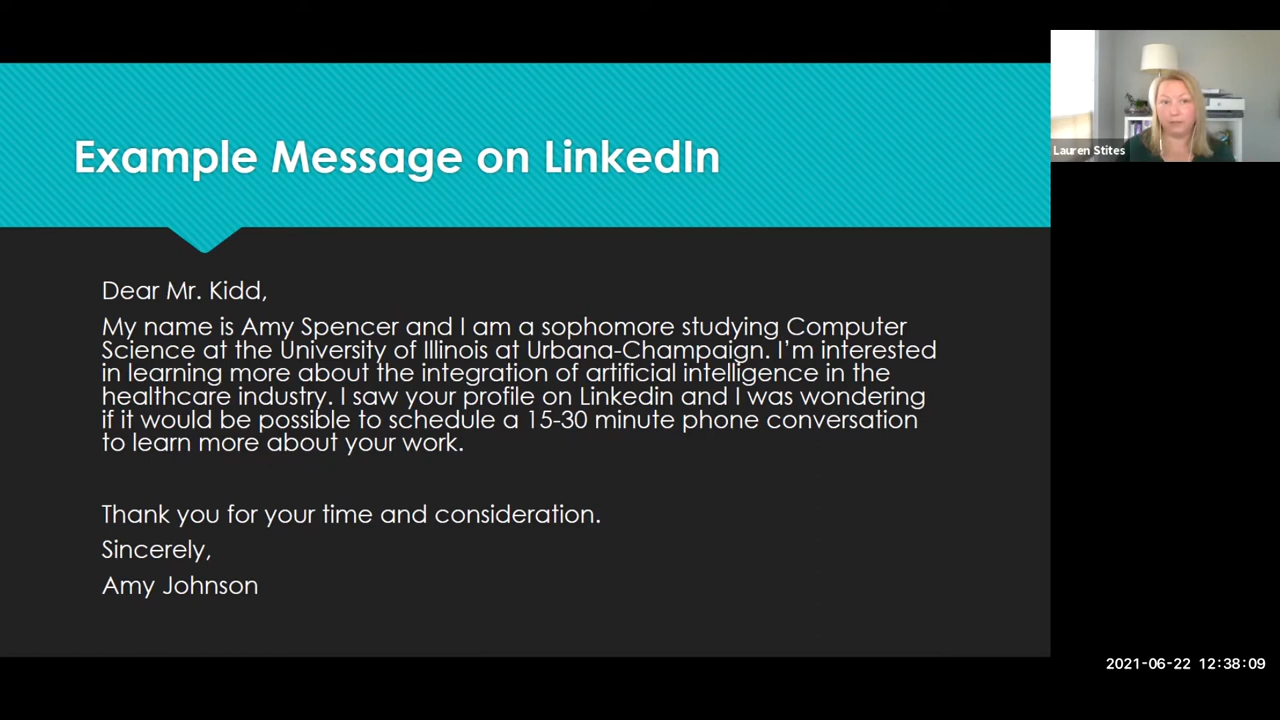 Example Message on LinkedIn
Lauren Stites
Dear Mr. Kidd,
My name is Amy Spencer and I am a sophomore studying Computer
Science at the University of Illinois at Urbana-Champaign. I'm interested
in learning more about the integration of artificial intelligence in the
healthcare industry. I saw your profile on Linkedin and I was wondering
if it would be possible to schedule a 15-30 minute phone conversation
to learn more about your work.
Thank you for your time and consideration.
Sincerely,
Amy Johnson
2021-06-22 12:38:09